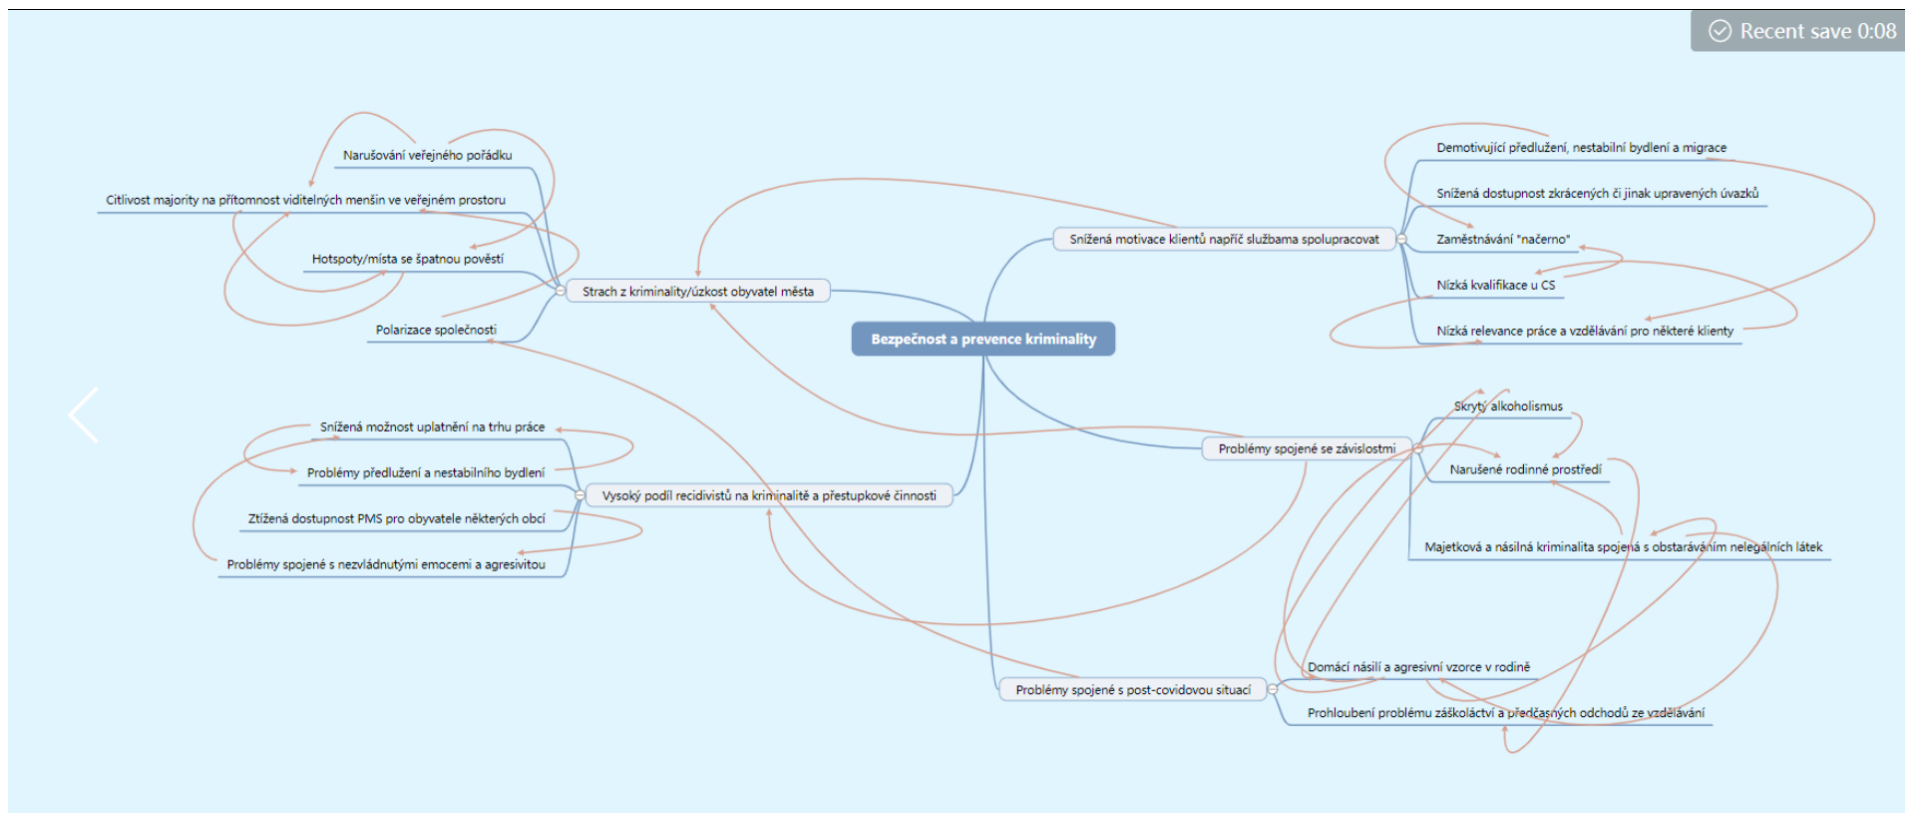 Recent save 0:08
Narušování veřejného pořádku
Citlivost majority na přítomnost viditelných menšin ve veřejném prostoru
Hotspoty/místa se špatnou pověstí
Polarizace společnosti
Strach z kriminality/úzkost obyvatel města
Snížená možnost uplatnění na trhu práce
Problémy předlužení a nestabilního bydlení
Ztížená dostupnost PMS pro obyvatele některých obcí
Problémy spojené s nezvládnutými emocemi a agresivitou
Vysoký podíl recidivistů na kriminalitě a přestupkové činnosti
Bezpečnost a prevence kriminality
Snížená motivace klientů napříč službama spolupracovat
Demotivující předlužení, nestabilní bydlení a migrace
Snížená dostupnost zkrácených či jinak upravených úvazků
Zaměstnávání "načerno"
Nízká kvalifikace u CS
Nízká relevance práce a vzdělávání pro některé klienty
Problémy spojené se závislostmi
Skrytý alkoholismus
Narušené rodinné prostředí
Majetková a násilná kriminalita spojená s obstaráváním nelegálních látek
Problémy spojené s post-covidovou situací
Domácí násilí a agresivní vzorce v rodině
Prohloubení problému záškoláctví a předčasných odchodů ze vzdělávání